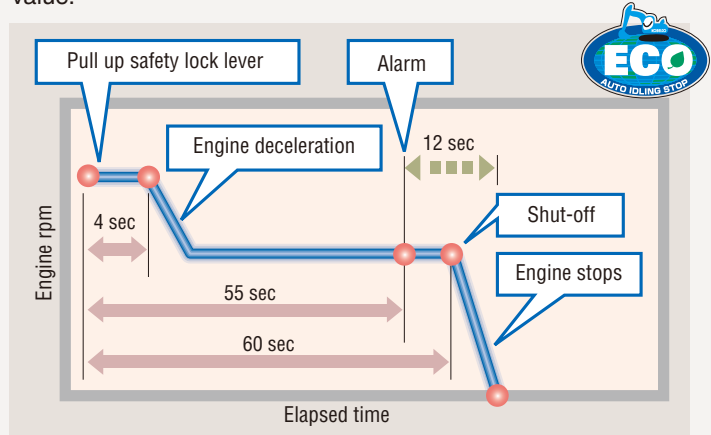 value.
Pull up safety lock lever
Alarm
KOBELCO
ECO
AUTO IDLING STOP
Engine deceleration
12 sec
4 sec
Shut-off
Engine rpm
Engine stops
55 sec
60 sec
Elapsed time